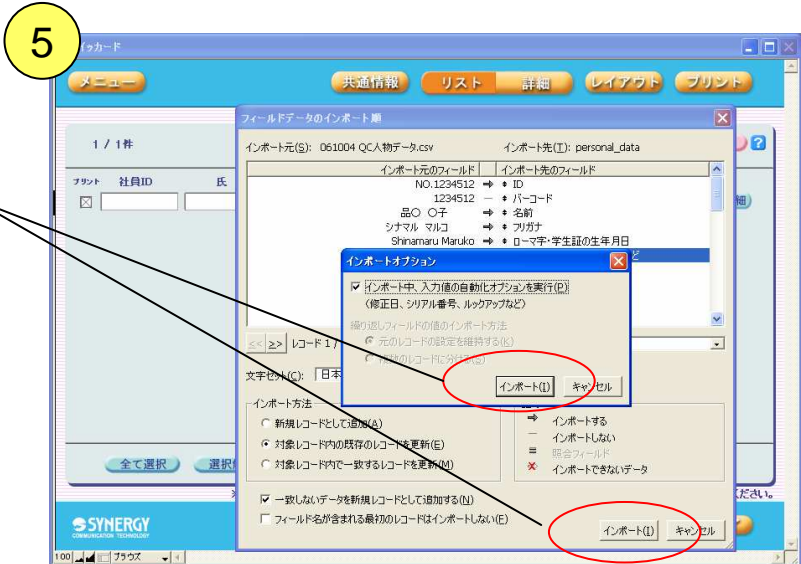 5
イッカード
メニュー
共通情報 リスト 詳細 レイアウト プリント
フィールドデータのインポート順
1 / 1件
インポート元(S): 061004 QC人物データ.csv インポート先(T): personal_data
インポート元のフィールド インポート先のフィールド
プリント 社員ID 氏
NO.1234512 ID
1234512 バーコード
品〇 〇子 名前
シナマル マルコ フリガナ
Shinamaru Maruko ローマ字・学生証の生年月日
インポートオプション
インポート中、入力値の自動化オプションを実行(P)
(修正日、シリアル番号、ルックアップなど)
繰り返しフィールドの値のインポート方法
元のレコードの設定を維持する(K)
<< >> レコード 1 /
インポート(I) キャンセル
文字セット(C): 日本
インポート方法
新規レコードとして追加(A)
対象レコード内の既存のレコードを更新(E)
対象レコード内で一致するレコードを更新(M)
インポートする
インポートしない
照合フィールド
インポートできないデータ
全て選択 選択
一致しないデータを新規レコードとして追加する(N)
ださい。
フィールド名が含まれる最初のレコードはインポートしない(E)
インポート(I) キャンセル
SYNERGY
COMMUNICATION TECHNOLOGY
100 ブラウズ